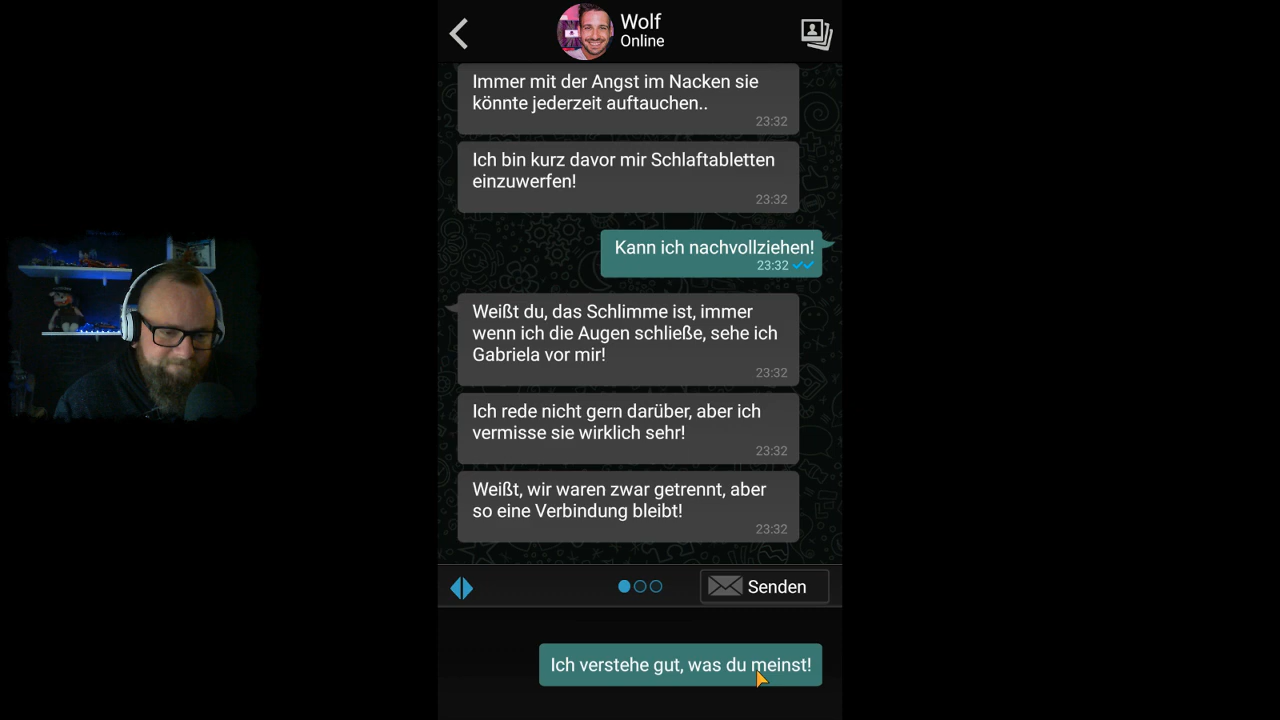 Wolf
Online
Immer mit der Angst im Nacken sie
könnte jederzeit auftauchen..
23:32
Ich bin kurz davor mir Schlaftabletten
einzuwerfen!
23:32
Kann ich nachvollziehen!
23:32
Weißt du, das Schlimme ist, immer
wenn ich die Augen schließe, sehe ich
Gabriela vor mir!
23:32
Ich rede nicht gern darüber, aber ich
vermisse sie wirklich sehr!
23:32
Weißt, wir waren zwar getrennt, aber
so eine Verbindung bleibt!
23:32
Senden
Ich verstehe gut, was du meinst!